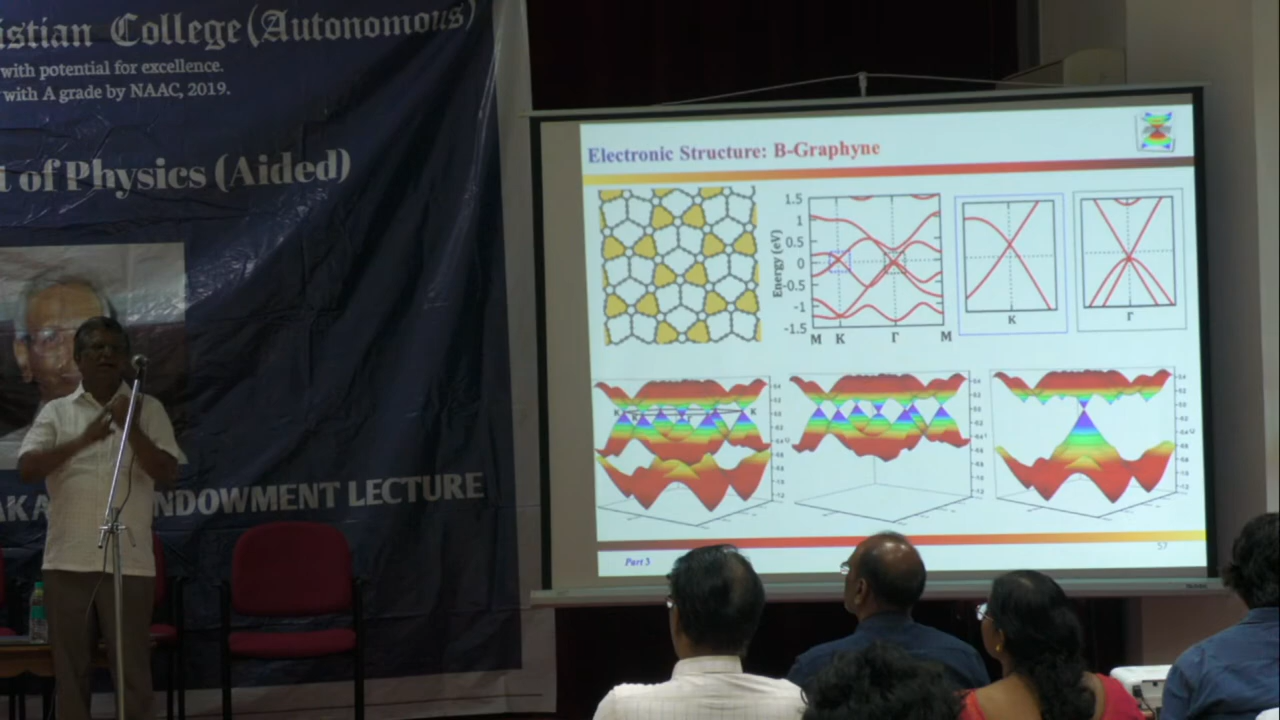 istian College (Autonomous)
with potential for excellence.
with A grade by NAAC, 2019.
of Physics (Aided)
NDOWMENT LECTURE
Electronic Structure: B-Graphyne
Energy (eV)
1.5
1
0.5
0
-0.5
-1
-1.5
M K Γ M
K
Γ
K K
Part 3
57